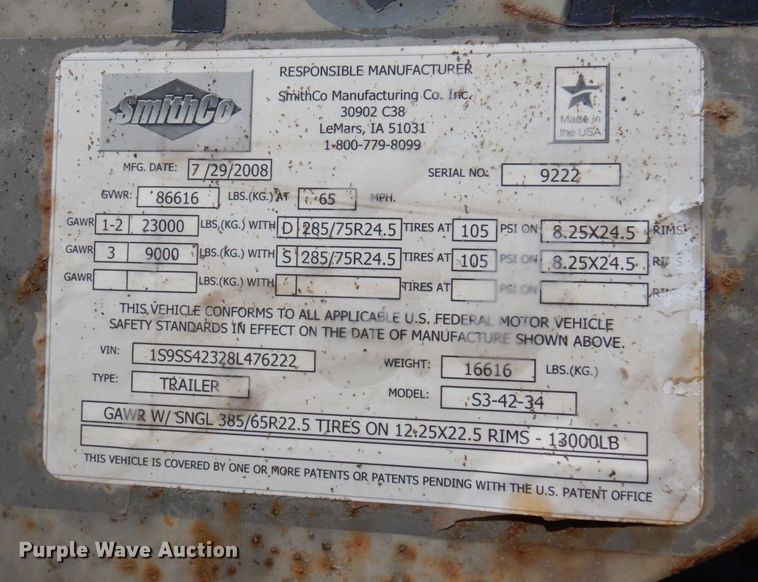 SmithCo
RESPONSIBLE MANUFACTURER
SmithCo Manufacturing Co. Inc.
30902 C38
LeMars, IA 51031
1-800-779-8099
Made in
the USA
MFG. DATE: 7/29/2008 SERIAL NO: 9222
GVWR: 86616 LBS.(KG.) AT 65 MPH.
GAWR 1-2 23000 LBS.(KG.) WITH D 285/75R24.5 TIRES AT 105 PSI ON 8.25X24.5 RIMS
GAWR 3 9000 LBS.(KG.) WITH S 285/75R24.5 TIRES AT 105 PSI ON 8.25X24.5 RIMS
GAWR LBS.(KG.) WITH TIRES AT PSI ON RIMS
THIS VEHICLE CONFORMS TO ALL APPLICABLE U.S. FEDERAL MOTOR VEHICLE
SAFETY STANDARDS IN EFFECT ON THE DATE OF MANUFACTURE SHOWN ABOVE.
VIN: 1S9SS42328L476222 WEIGHT: 16616 LBS.(KG.)
TYPE: TRAILER MODEL: S3-42-34
GAWR W/ SNGL 385/65R22.5 TIRES ON 12.25X22.5 RIMS - 13000LB
THIS VEHICLE IS COVERED BY ONE OR MORE PATENTS OR PATENTS PENDING WITH THE U.S. PATENT OFFICE
Purple Wave Auction